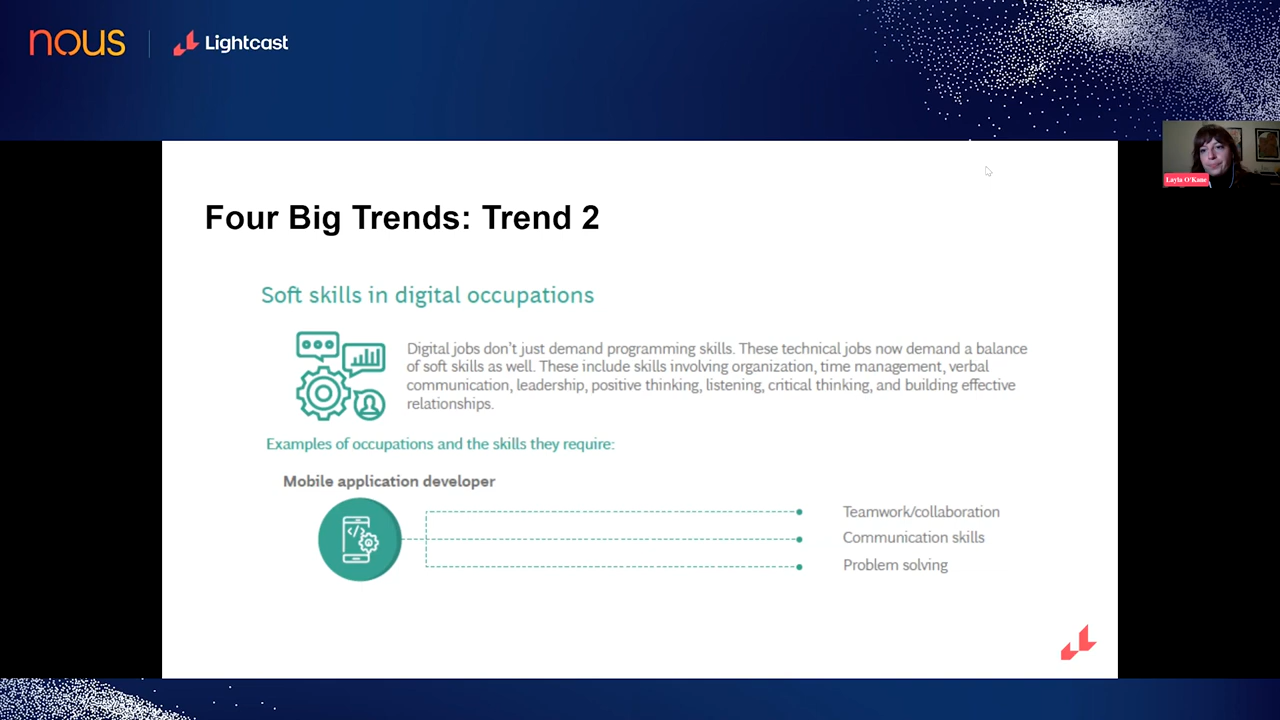 nous
Lightcast
Layla O'Kane
Four Big Trends: Trend 2
Soft skills in digital occupations
Digital jobs don't just demand programming skills. These technical jobs now demand a balance
of soft skills as well. These include skills involving organization, time management, verbal
communication, leadership, positive thinking, listening, critical thinking, and building effective
relationships.
Examples of occupations and the skills they require:
Mobile application developer
</>
Teamwork/collaboration
Communication skills
Problem solving